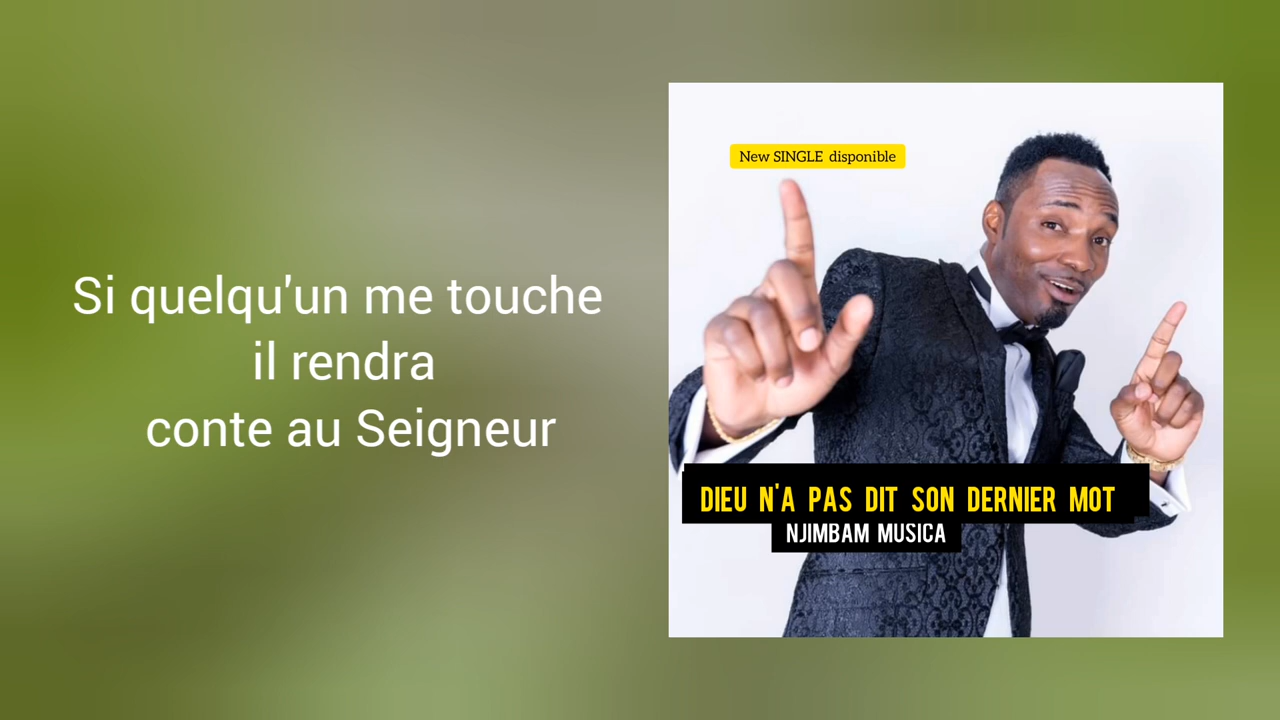 Si quelqu'un me touche
il rendra
conte au Seigneur
New SINGLE disponible
DIEU N'A PAS DIT SON DERNIER MOT
NJIMBAM MUSICA